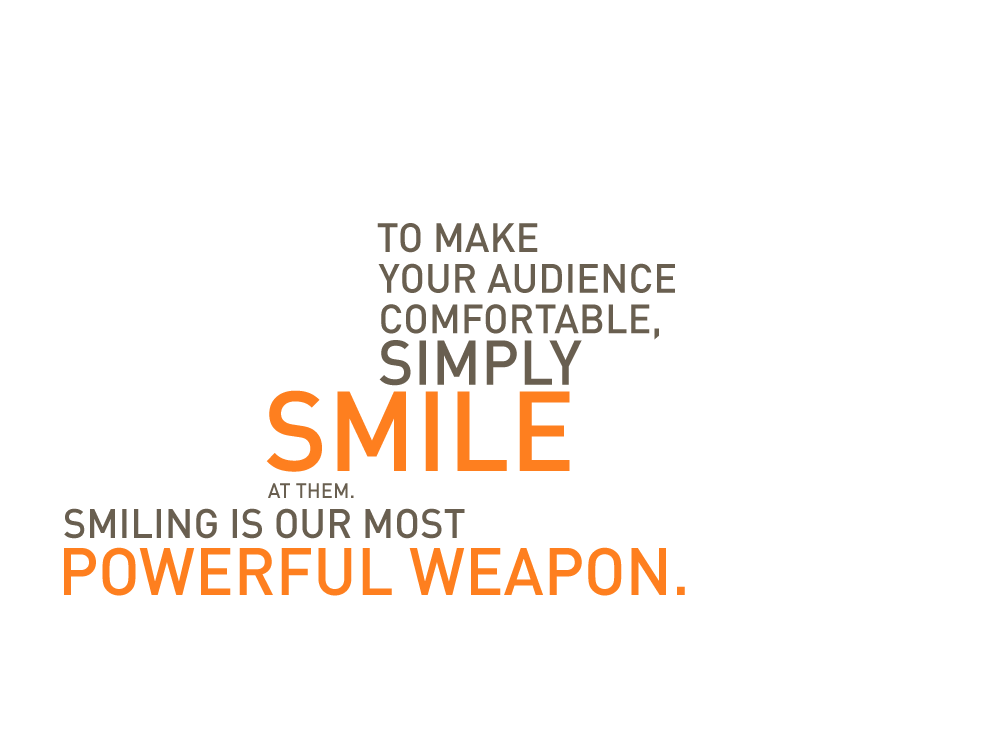 TO MAKE
YOUR AUDIENCE
COMFORTABLE,
SIMPLY
SMILE
AT THEM.
SMILING IS OUR MOST
POWERFUL WEAPON.